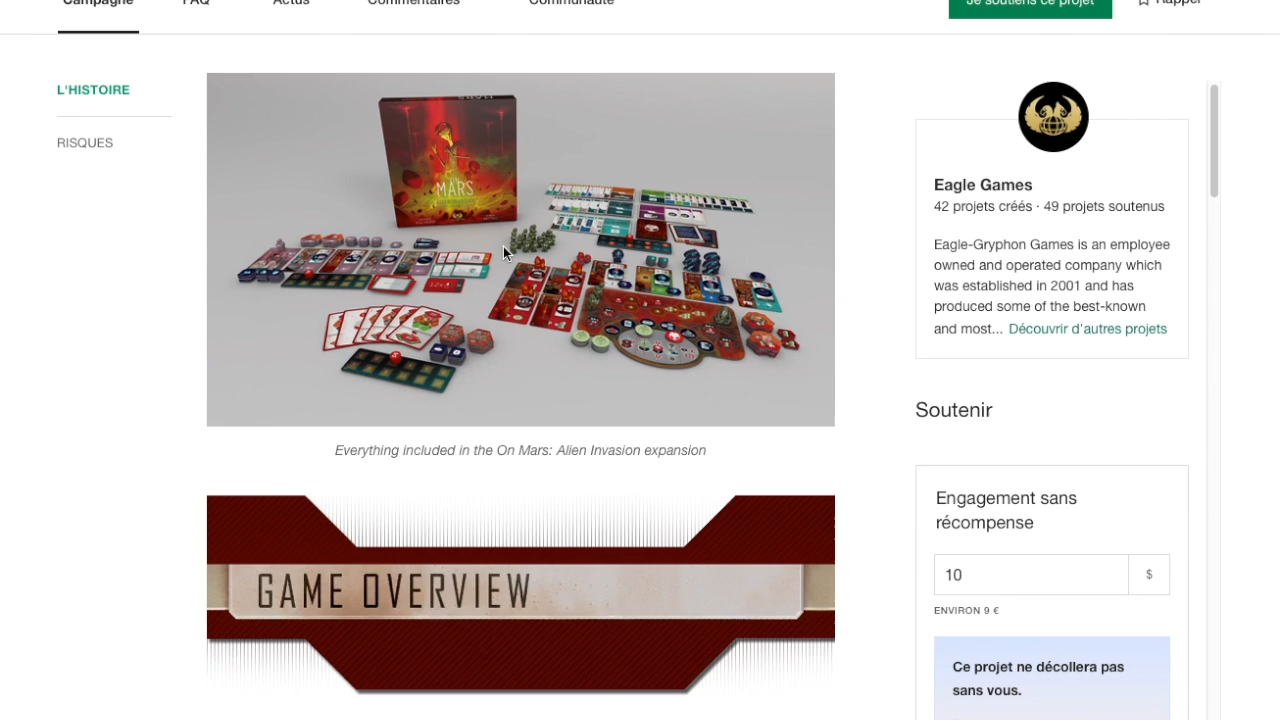 Campagne FAQ Actus Commentaires Communauté
Je soutiens ce projet
Rappel
L'HISTOIRE
RISQUES
MARS
Everything included in the On Mars: Alien Invasion expansion
GAME OVERVIEW
Eagle Games
42 projets créés · 49 projets soutenus
Eagle-Gryphon Games is an employee
owned and operated company which
was established in 2001 and has
produced some of the best-known
and most... Découvrir d'autres projets
Soutenir
Engagement sans
récompense
10 $
ENVIRON 9 €
Ce projet ne décollera pas
sans vous.